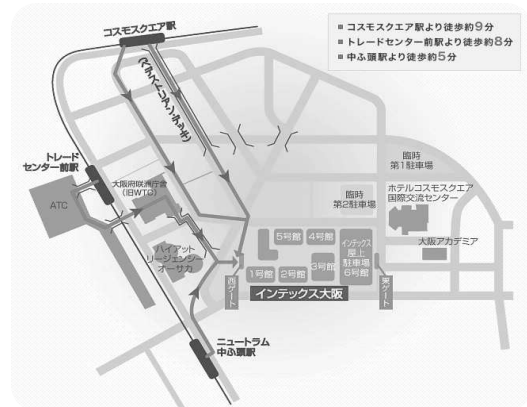 コスモスクエア駅
■ コスモスクエア駅より徒歩約9分
■ トレードセンター前駅より徒歩約8分
■ 中ふ頭駅より徒歩約5分
(ペデストリアンデッキ)
トレード
センター前駅
ATC
大阪府咲洲庁舎
(旧WTC)
ハイアット
リージェンシー
オーサカ
臨時
第1駐車場
臨時
第2駐車場
ホテルコスモスクエア
国際交流センター
大阪アカデミア
5号館
4号館
インテックス
屋上
駐車場
6号館
1号館
2号館
3号館
西ゲート
東ゲート
インテックス大阪
ニュートラム
中ふ頭駅